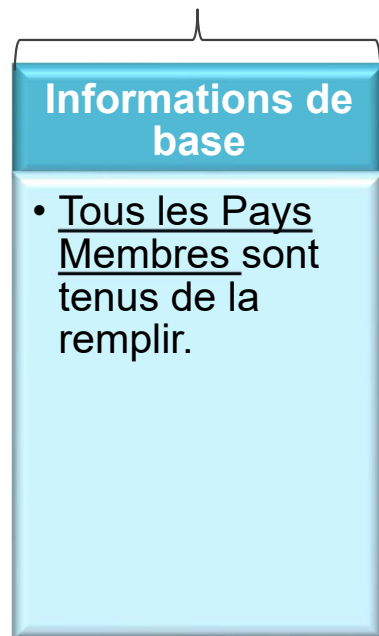 Informations de
base
• Tous les Pays
Membres sont
tenus de la
remplir.